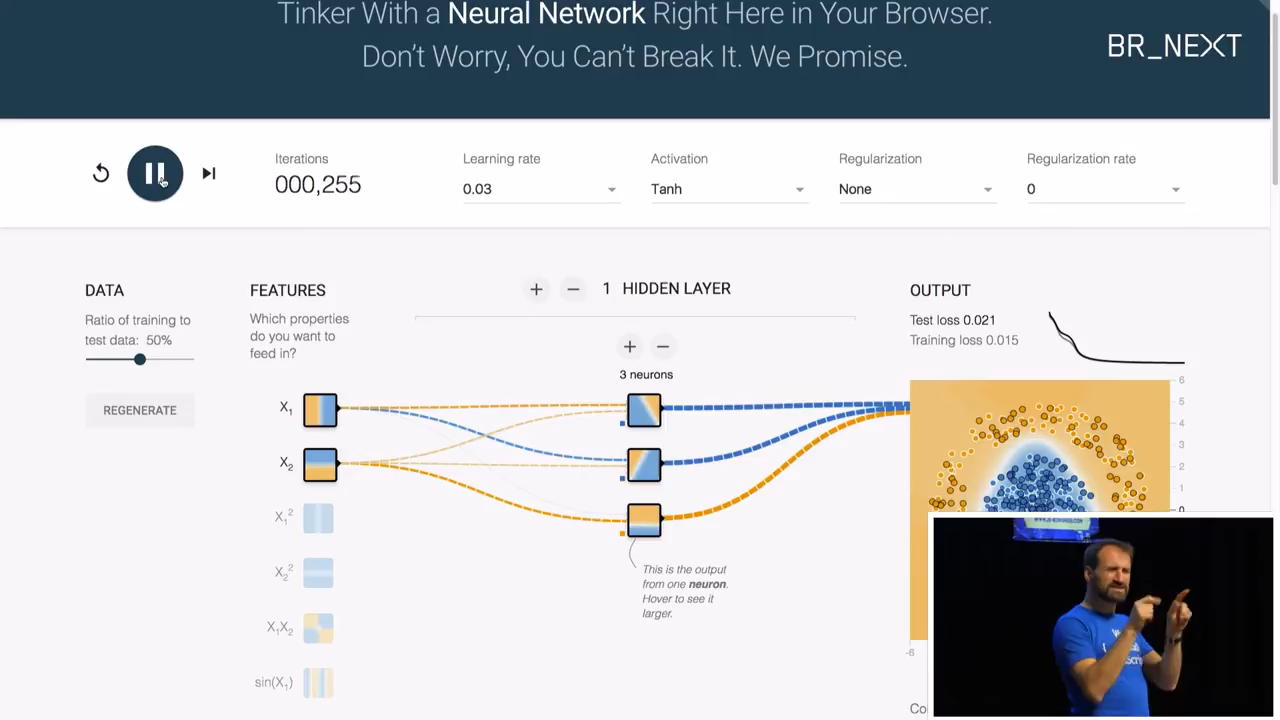 Tinker With a Neural Network Right Here in Your Browser.
Don't Worry, You Can't Break It. We Promise.
BR_NEXT
Iterations
000,255
Learning rate
0.03
Activation
Tanh
Regularization
None
Regularization rate
0
DATA
Ratio of training to
test data: 50%
REGENERATE
FEATURES
Which properties
do you want to
feed in?
X₁
X₂
X₁²
X₂²
X₁X₂
sin(X₁)
+ − 1 HIDDEN LAYER
+ −
3 neurons
This is the output
from one neuron.
Hover to see it
larger.
OUTPUT
Test loss 0.021
Training loss 0.015
6
5
4
3
2
1
0
-6
Co